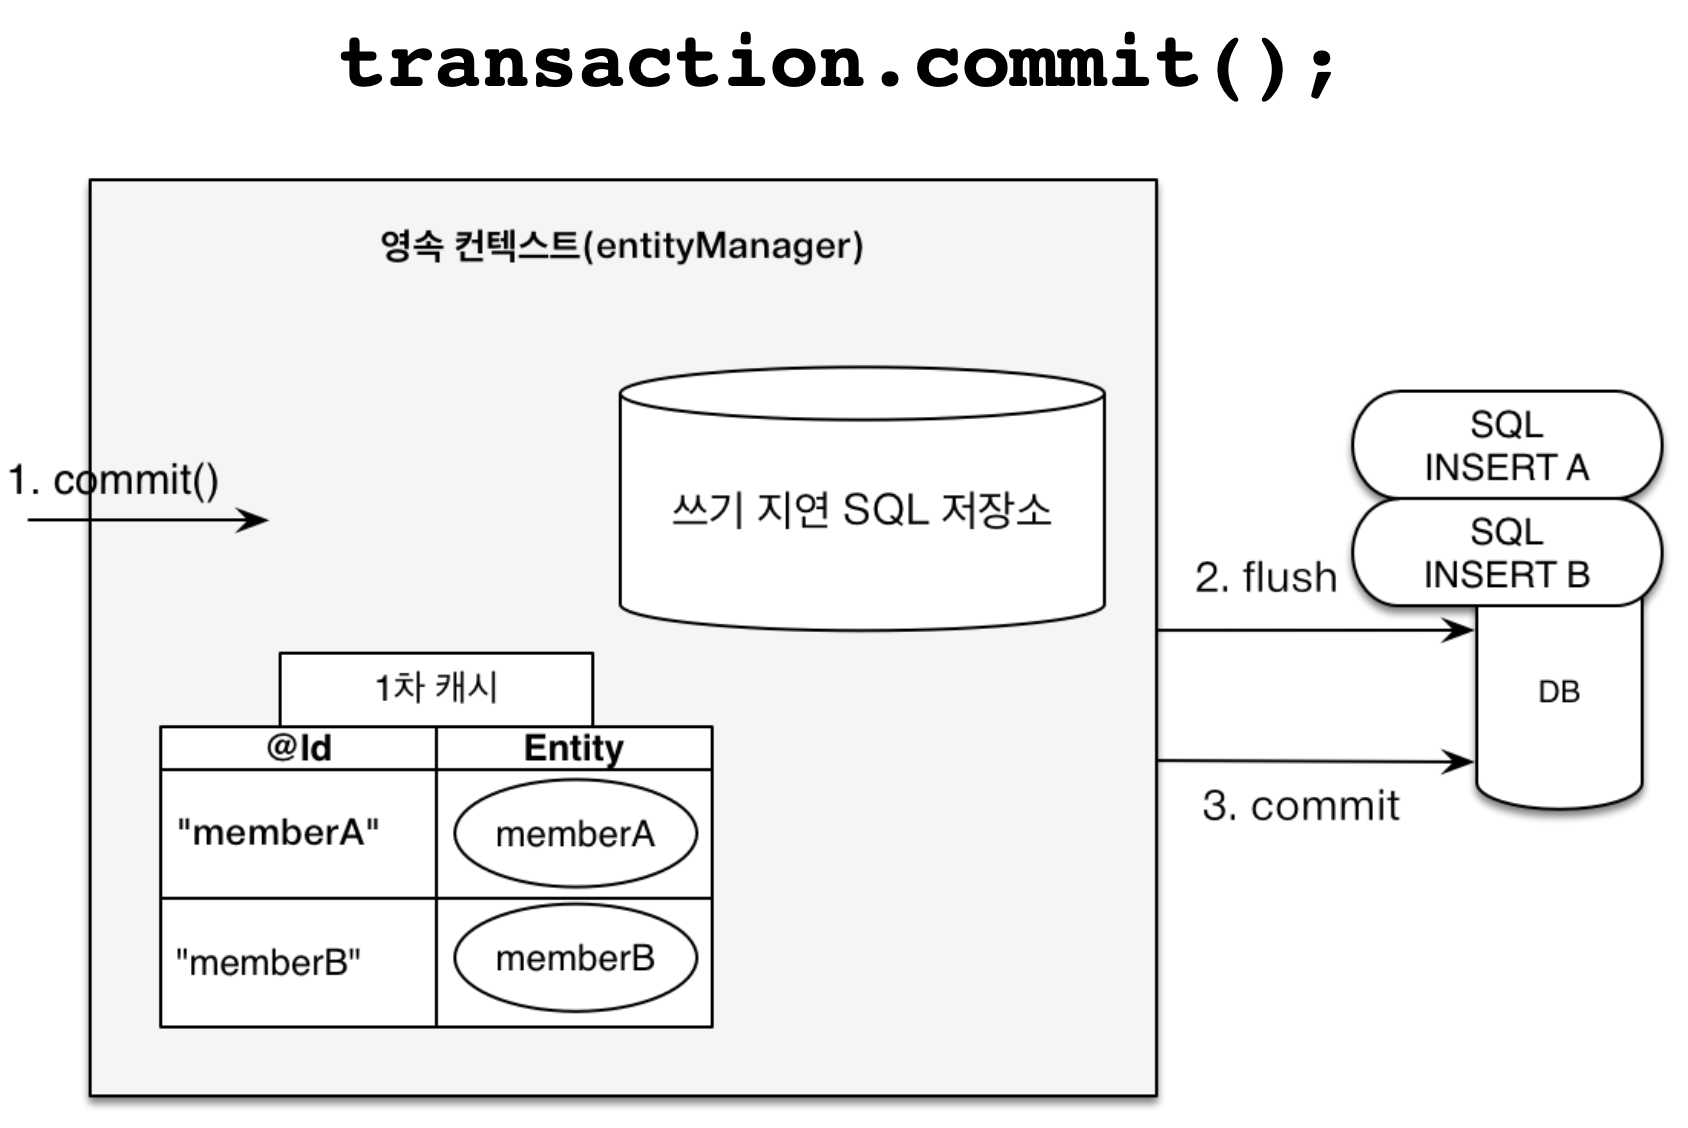 transaction.commit();
영속 컨텍스트(entityManager)
1. commit()
쓰기 지연 SQL 저장소
SQL
INSERT A
SQL
INSERT B
2. flush
DB
3. commit
1차 캐시
@Id Entity
"memberA" memberA
"memberB" memberB